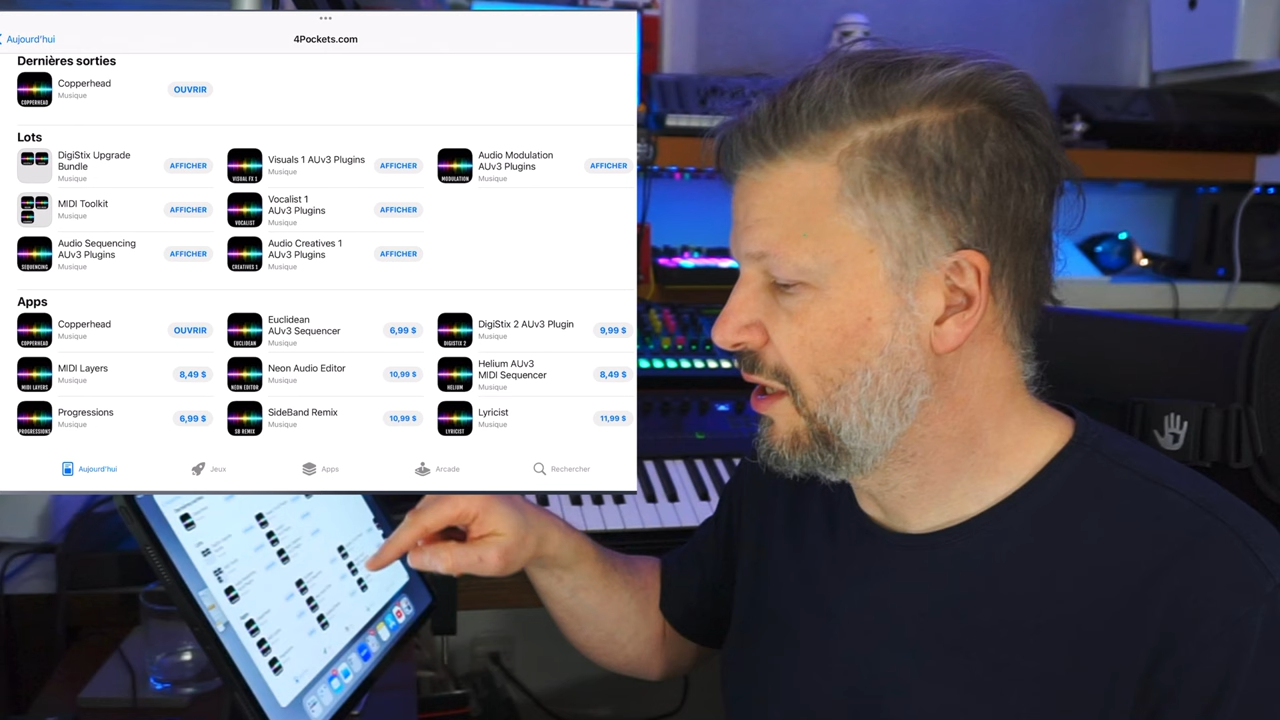 Aujourd'hui
4Pockets.com
Dernières sorties
Copperhead
Musique
OUVRIR
COPPERHEAD
Lots
DigiStix Upgrade
Bundle
Musique
AFFICHER
Visuals 1 AUv3 Plugins
Musique
AFFICHER
VISUAL FX 1
Audio Modulation
AUv3 Plugins
Musique
AFFICHER
MODULATION
MIDI Toolkit
Musique
AFFICHER
Vocalist 1
AUv3 Plugins
Musique
AFFICHER
VOCALIST
Audio Sequencing
AUv3 Plugins
Musique
AFFICHER
SEQUENCING
Audio Creatives 1
AUv3 Plugins
Musique
AFFICHER
CREATIVES 1
Apps
Copperhead
Musique
OUVRIR
COPPERHEAD
Euclidean
AUv3 Sequencer
Musique
6,99 $
EUCLIDEAN
DigiStix 2 AUv3 Plugin
Musique
9,99 $
DIGISTIX 2
MIDI Layers
Musique
8,49 $
MIDI LAYERS
Neon Audio Editor
Musique
10,99 $
NEON EDITOR
Helium AUv3
MIDI Sequencer
Musique
8,49 $
HELIUM
Progressions
Musique
6,99 $
PROGRESSIONS
SideBand Remix
Musique
10,99 $
SB REMIX
Lyricist
Musique
11,99 $
LYRICIST
Aujourd'hui
Jeux
Apps
Arcade
Rechercher